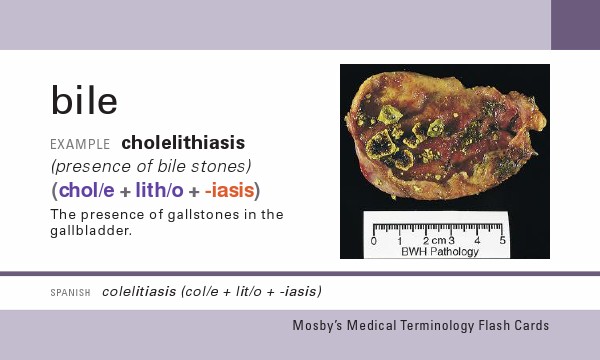 bile
EXAMPLE cholelithiasis
(presence of bile stones)
(chol/e + lith/o + -iasis)
The presence of gallstones in the
gallbladder.
0 1 2 cm 3 4 5
BWH Pathology
SPANISH colelitiasis (col/e + lit/o + -iasis)
Mosby's Medical Terminology Flash Cards